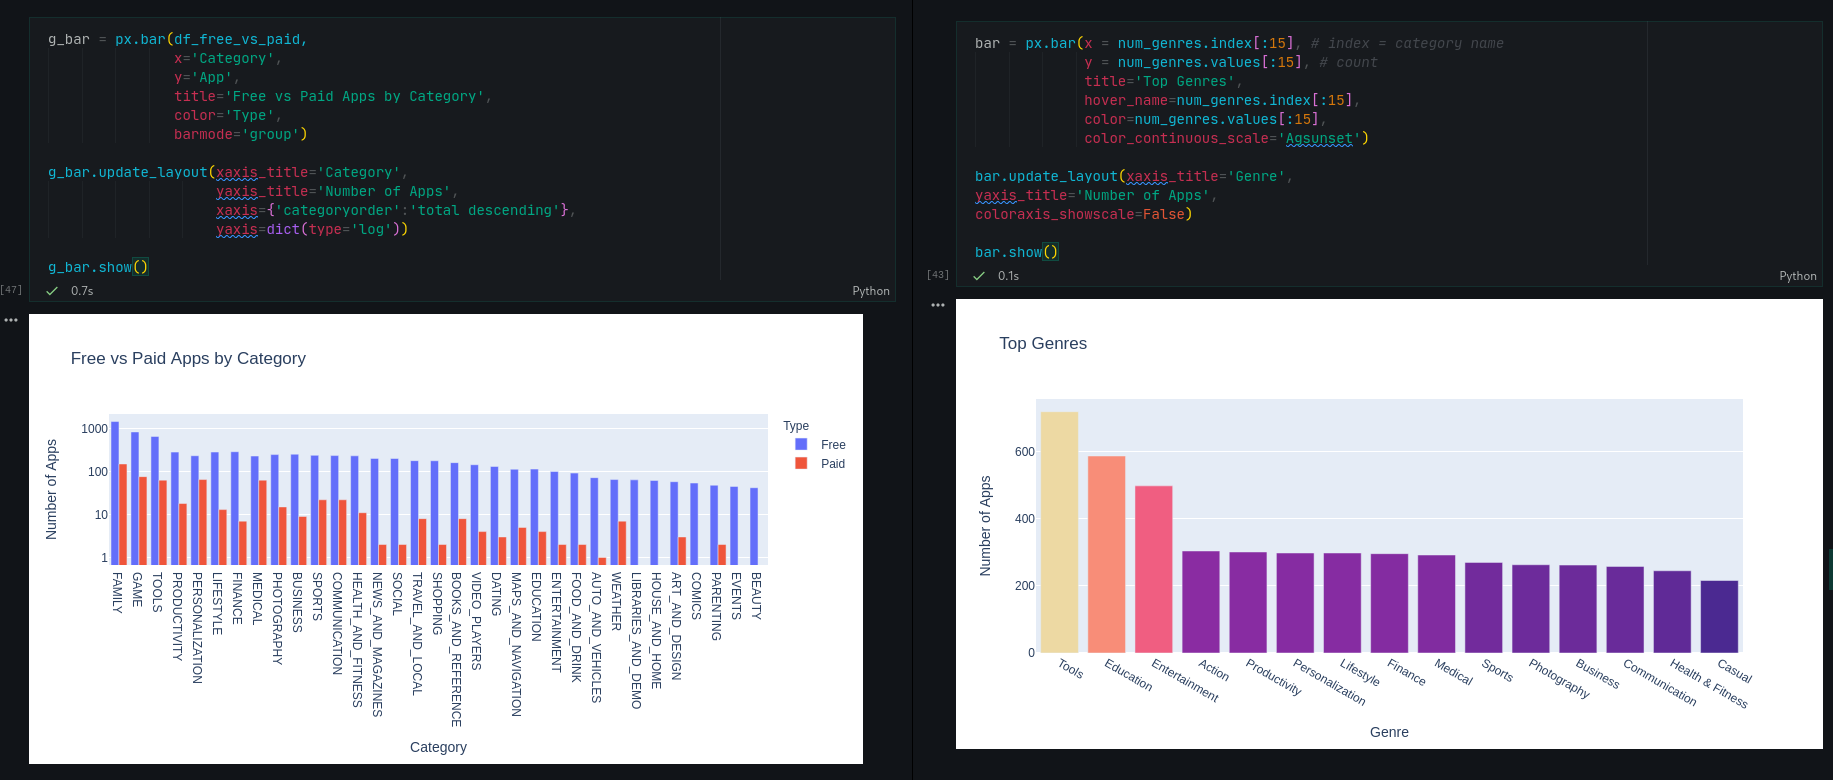 g_bar = px.bar(df_free_vs_paid,
x='Category',
y='App',
title='Free vs Paid Apps by Category',
color='Type',
barmode='group')
g_bar.update_layout(xaxis_title='Category',
yaxis_title='Number of Apps',
xaxis={'categoryorder':'total descending'},
yaxis=dict(type='log'))
g_bar.show()
[47]
0.7s
Python
Free vs Paid Apps by Category
Number of Apps
1000
100
10
1
Type
Free
Paid
FAMILY
GAME
TOOLS
PRODUCTIVITY
PERSONALIZATION
LIFESTYLE
FINANCE
MEDICAL
PHOTOGRAPHY
BUSINESS
SPORTS
COMMUNICATION
HEALTH_AND_FITNESS
NEWS_AND_MAGAZINES
SOCIAL
TRAVEL_AND_LOCAL
SHOPPING
BOOKS_AND_REFERENCE
VIDEO_PLAYERS
DATING
MAPS_AND_NAVIGATION
EDUCATION
ENTERTAINMENT
FOOD_AND_DRINK
AUTO_AND_VEHICLES
WEATHER
LIBRARIES_AND_DEMO
HOUSE_AND_HOME
ART_AND_DESIGN
COMICS
PARENTING
EVENTS
BEAUTY
Category
bar = px.bar(x = num_genres.index[:15], # index = category name
y = num_genres.values[:15], # count
title='Top Genres',
hover_name=num_genres.index[:15],
color=num_genres.values[:15],
color_continuous_scale='Agsunset')
bar.update_layout(xaxis_title='Genre',
yaxis_title='Number of Apps',
coloraxis_showscale=False)
bar.show()
[43]
0.1s
Python
Top Genres
Number of Apps
600
400
200
0
Tools
Education
Entertainment
Action
Productivity
Personalization
Lifestyle
Finance
Medical
Sports
Photography
Business
Communication
Health & Fitness
Casual
Genre